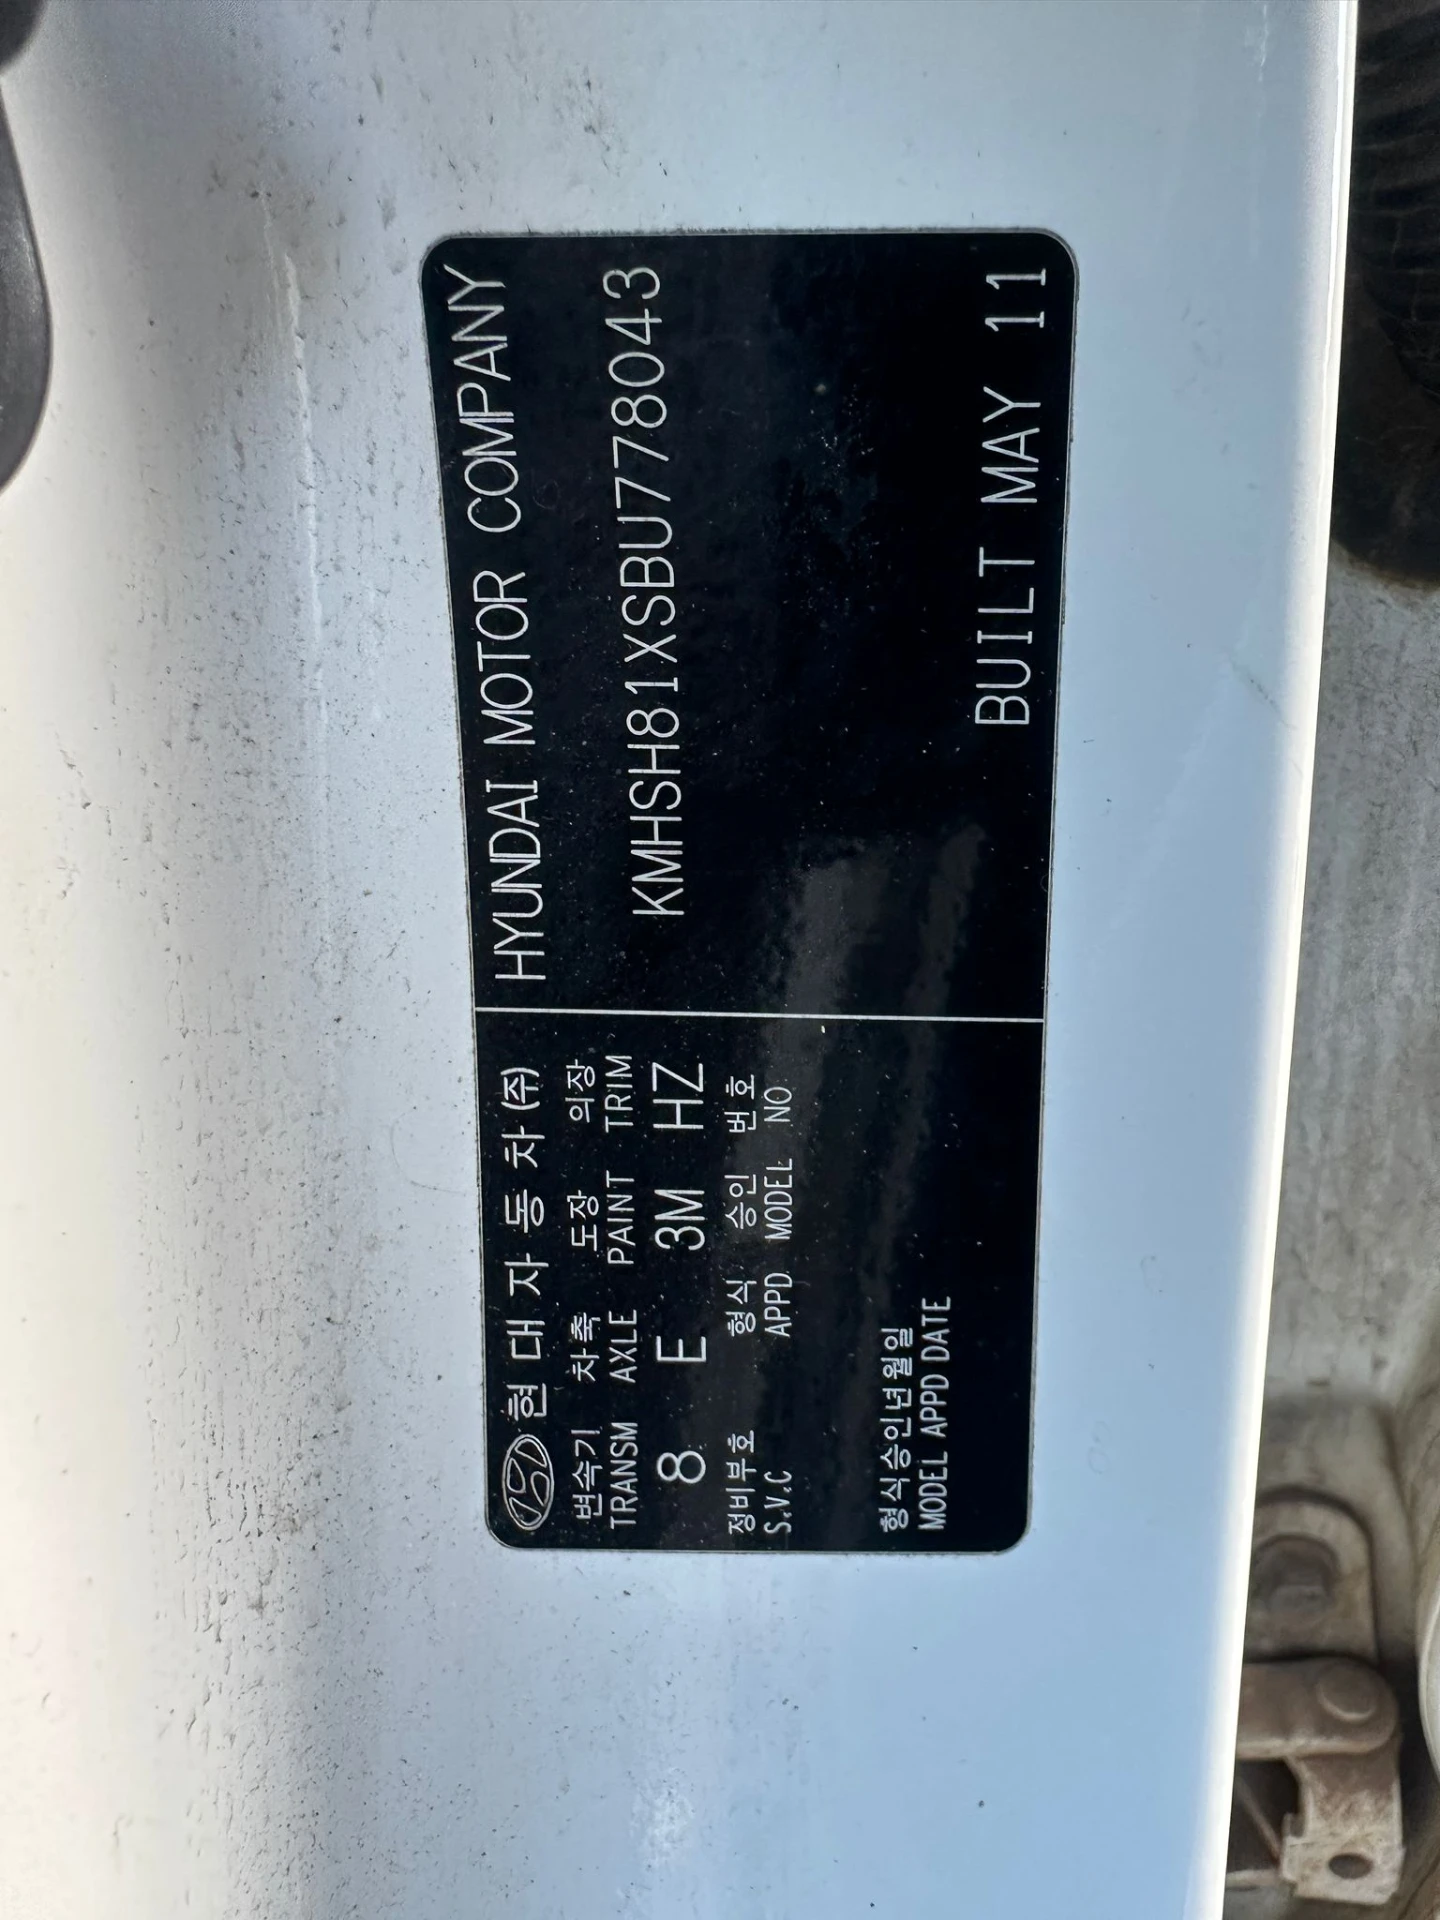 현대자동차(주)
변속기 차축 도장 의장
TRANSM AXLE PAINT TRIM
8 E 3M HZ
정비부호 형식 승인 번호
S.V.C APPD MODEL NO
형식승인년월일
MODEL APPD DATE
HYUNDAI MOTOR COMPANY
KMHSH81XSBU778043
BUILT MAY 11